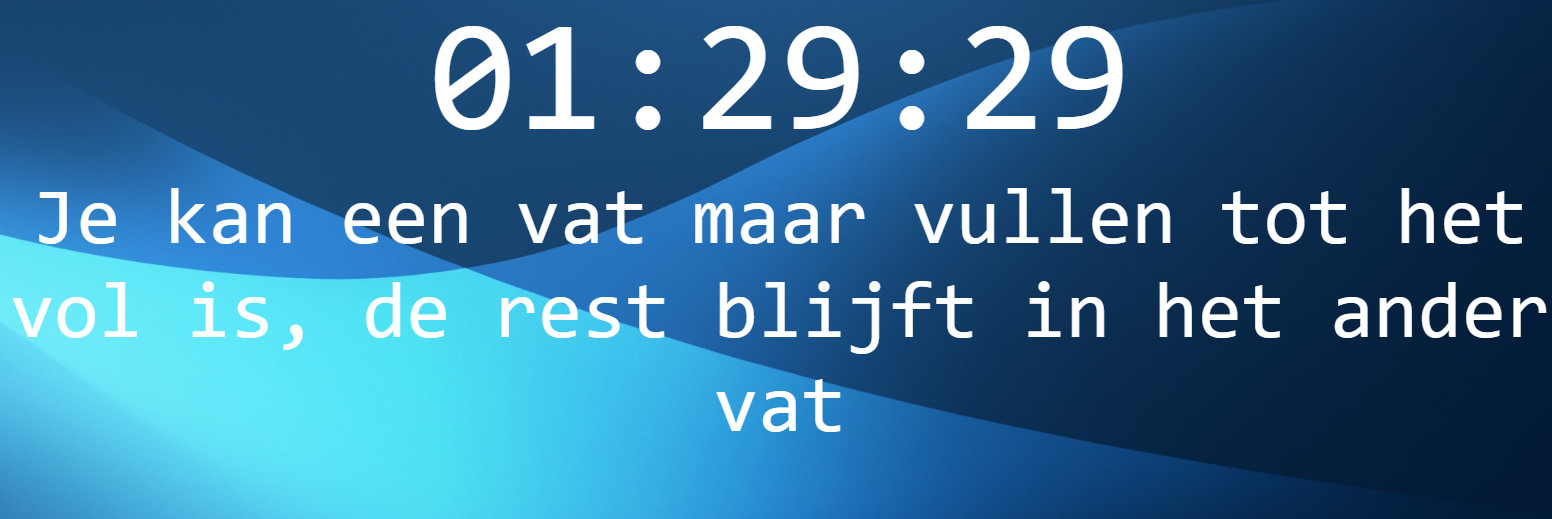 01:29:29
Je kan een vat maar vullen tot het
vol is, de rest blijft in het ander
vat